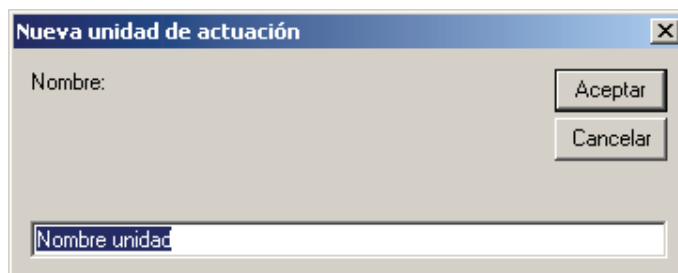 Nueva unidad de actuación
Nombre:
Aceptar
Cancelar
Nombre unidad